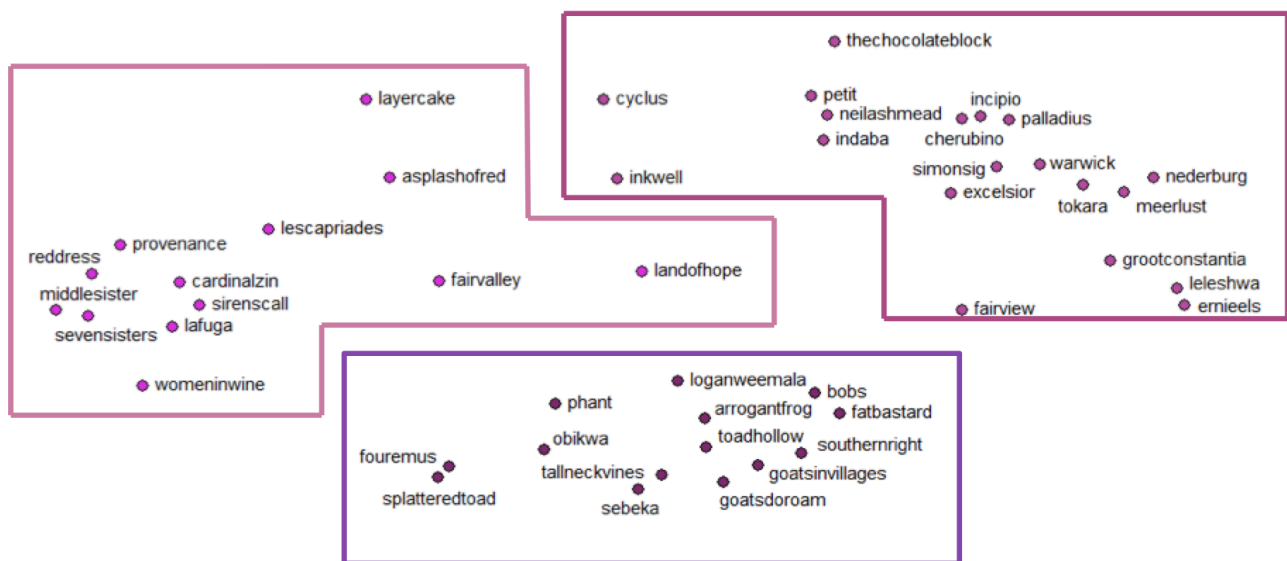 layercake
asplashofred
lescapriades
provenance
reddress
cardinalzin
middlesister
sirenscall
sevensisters
lafuga
womeninwine
fairvalley
landofhope
thechocolateblock
cyclus
petit
incipio
neilashmead
palladius
indaba
cherubino
simonsig
warwick
inkwell
excelsior
nederburg
tokara
meerlust
grootconstantia
leleshwa
ernieels
fairview
loganweemala
bobs
phant
arrogantfrog
fatbastard
obikwa
toadhollow
southernright
fouremus
tallneckvines
goatsinvillages
splatteredtoad
sebeka
goatsdoroam